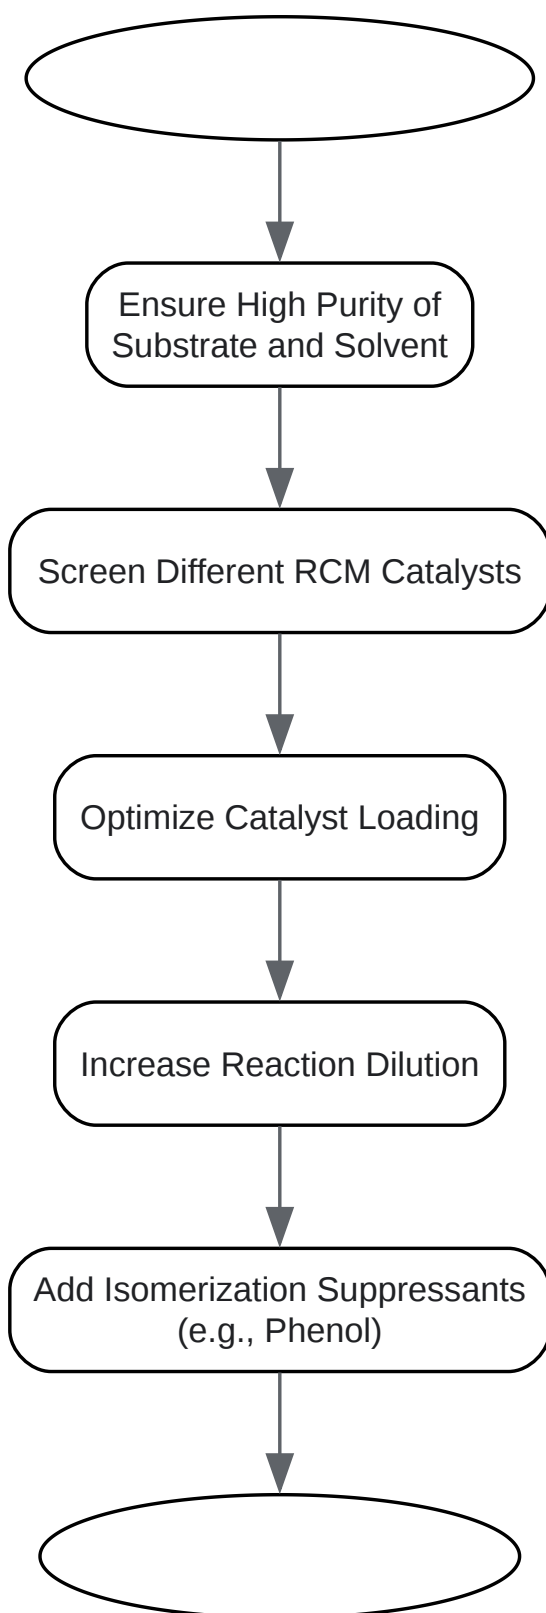 Ensure High Purity of
Substrate and Solvent
Screen Different RCM Catalysts
Optimize Catalyst Loading
Increase Reaction Dilution
Add Isomerization Suppressants
(e.g., Phenol)